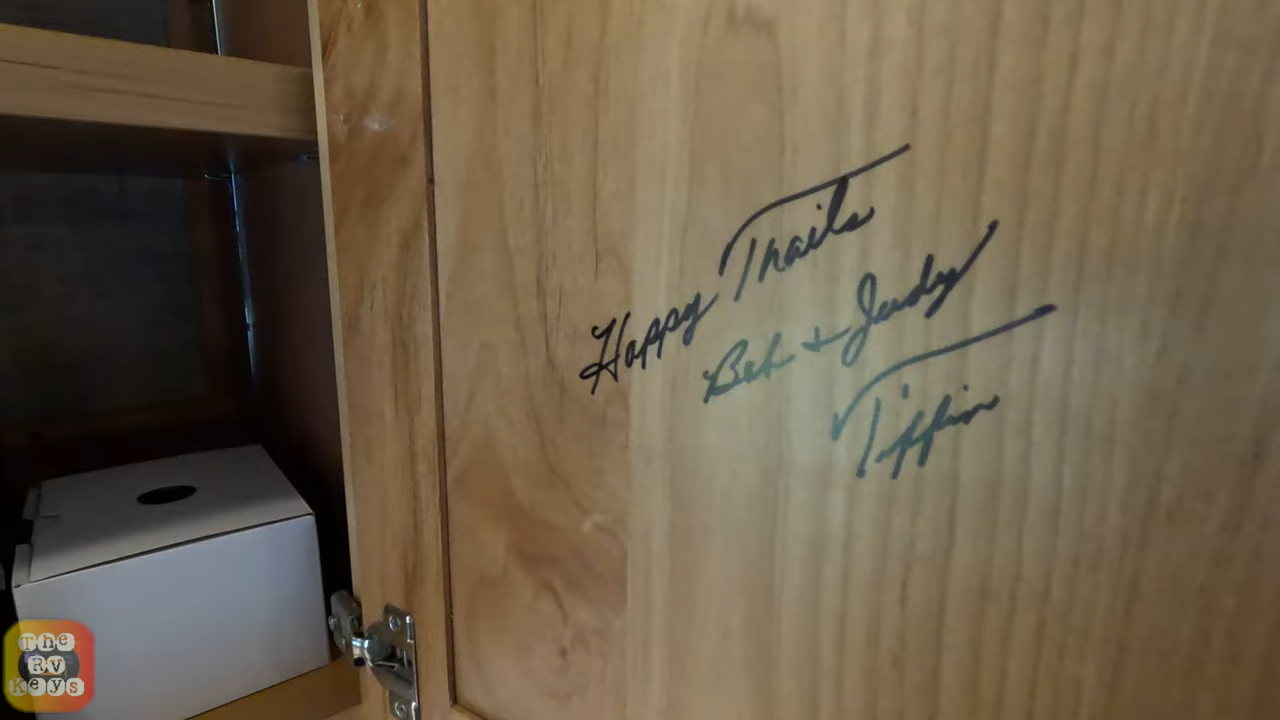 Happy Trails
Bob & Judy
Tiffin
The
RV
Keys